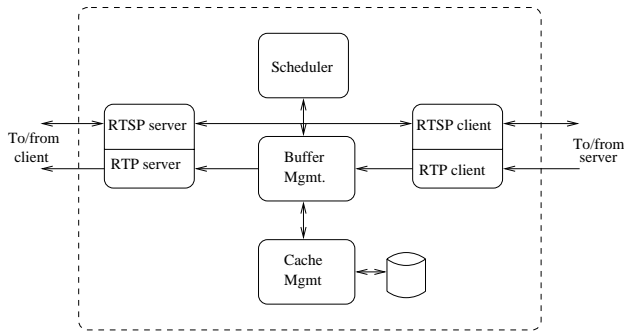 Scheduler
RTSP server
RTSP client
To/from
client
To/from
server
RTP server
Buffer
Mgmt.
RTP client
Cache
Mgmt